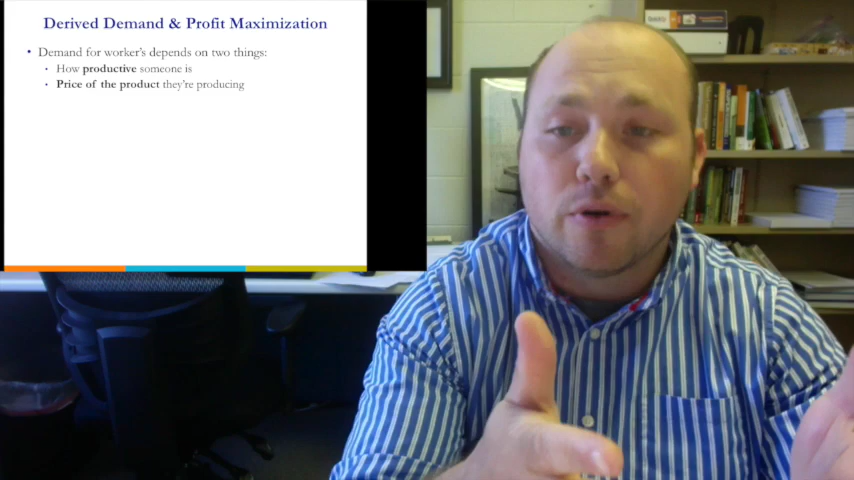 Derived Demand & Profit Maximization
• Demand for worker's depends on two things:
• How productive someone is
• Price of the product they're producing